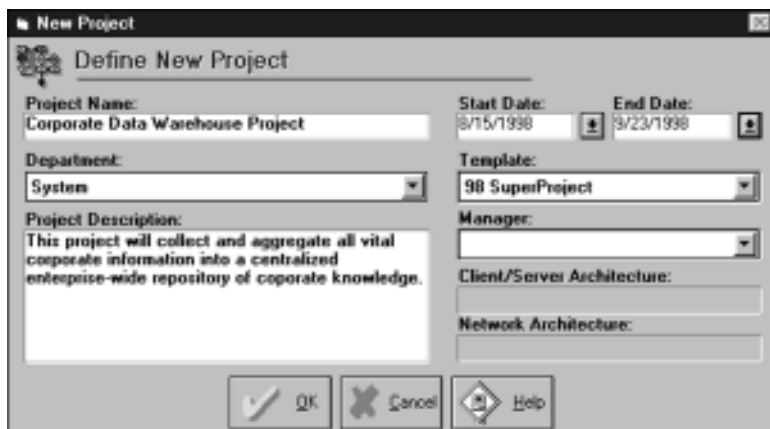 New Project
Define New Project
Project Name:
Corporate Data Warehouse Project
Start Date: End Date:
8/15/1998 9/23/1998
Department:
System
Template:
98 SuperProject
Project Description:
This project will collect and aggregate all vital
corporate information into a centralized
enterprise-wide repository of coporate knowledge.
Manager:
Client/Server Architecture:
Network Architecture:
OK Cancel Help